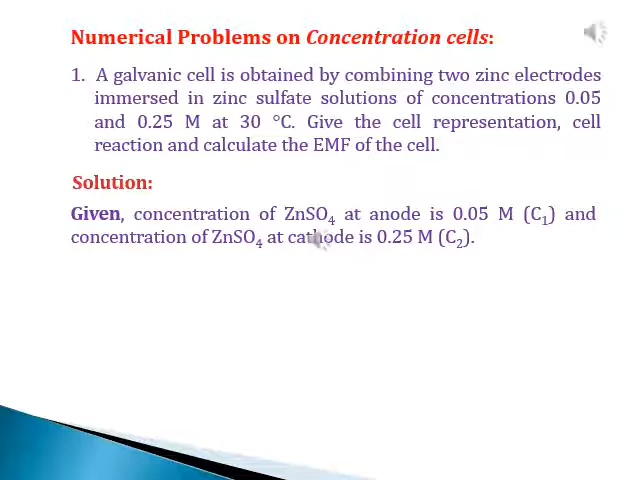 Numerical Problems on Concentration cells:
1. A galvanic cell is obtained by combining two zinc electrodes
immersed in zinc sulfate solutions of concentrations 0.05
and 0.25 M at 30 °C. Give the cell representation, cell
reaction and calculate the EMF of the cell.
Solution:
Given, concentration of ZnSO₄ at anode is 0.05 M (C₁) and
concentration of ZnSO₄ at cathode is 0.25 M (C₂).